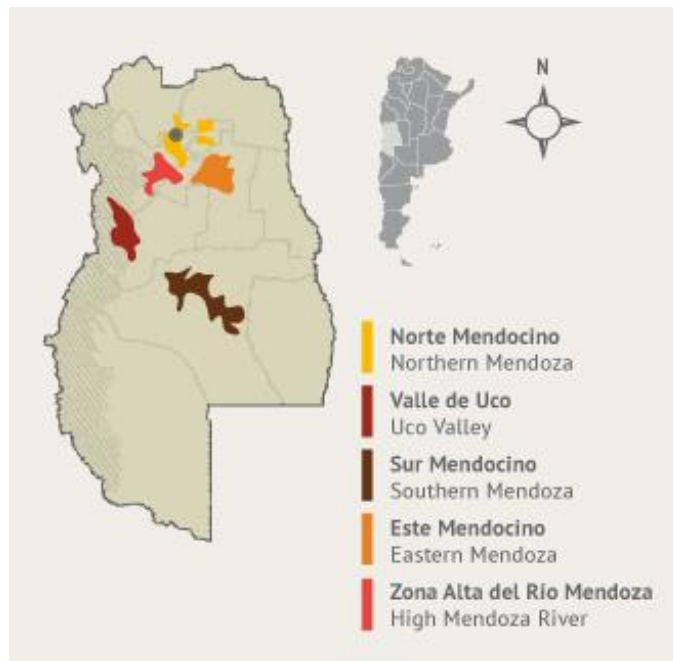 N
Norte Mendocino
Northern Mendoza
Valle de Uco
Uco Valley
Sur Mendocino
Southern Mendoza
Este Mendocino
Eastern Mendoza
Zona Alta del Río Mendoza
High Mendoza River